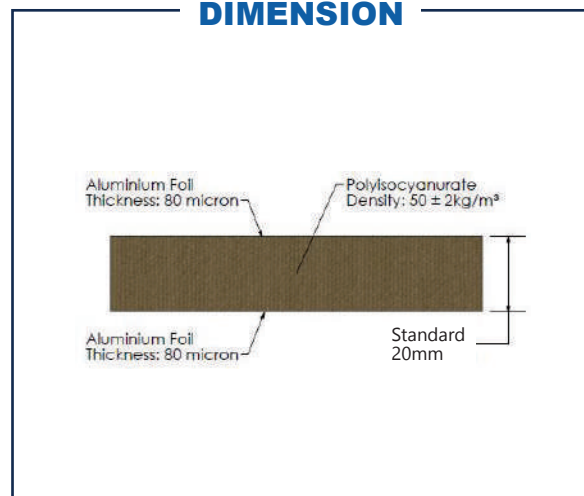 DIMENSION
Aluminium Foil
Thickness: 80 micron
Polyisocyanurate
Density: 50 ± 2kg/m³
Aluminium Foil
Thickness: 80 micron
Standard
20mm